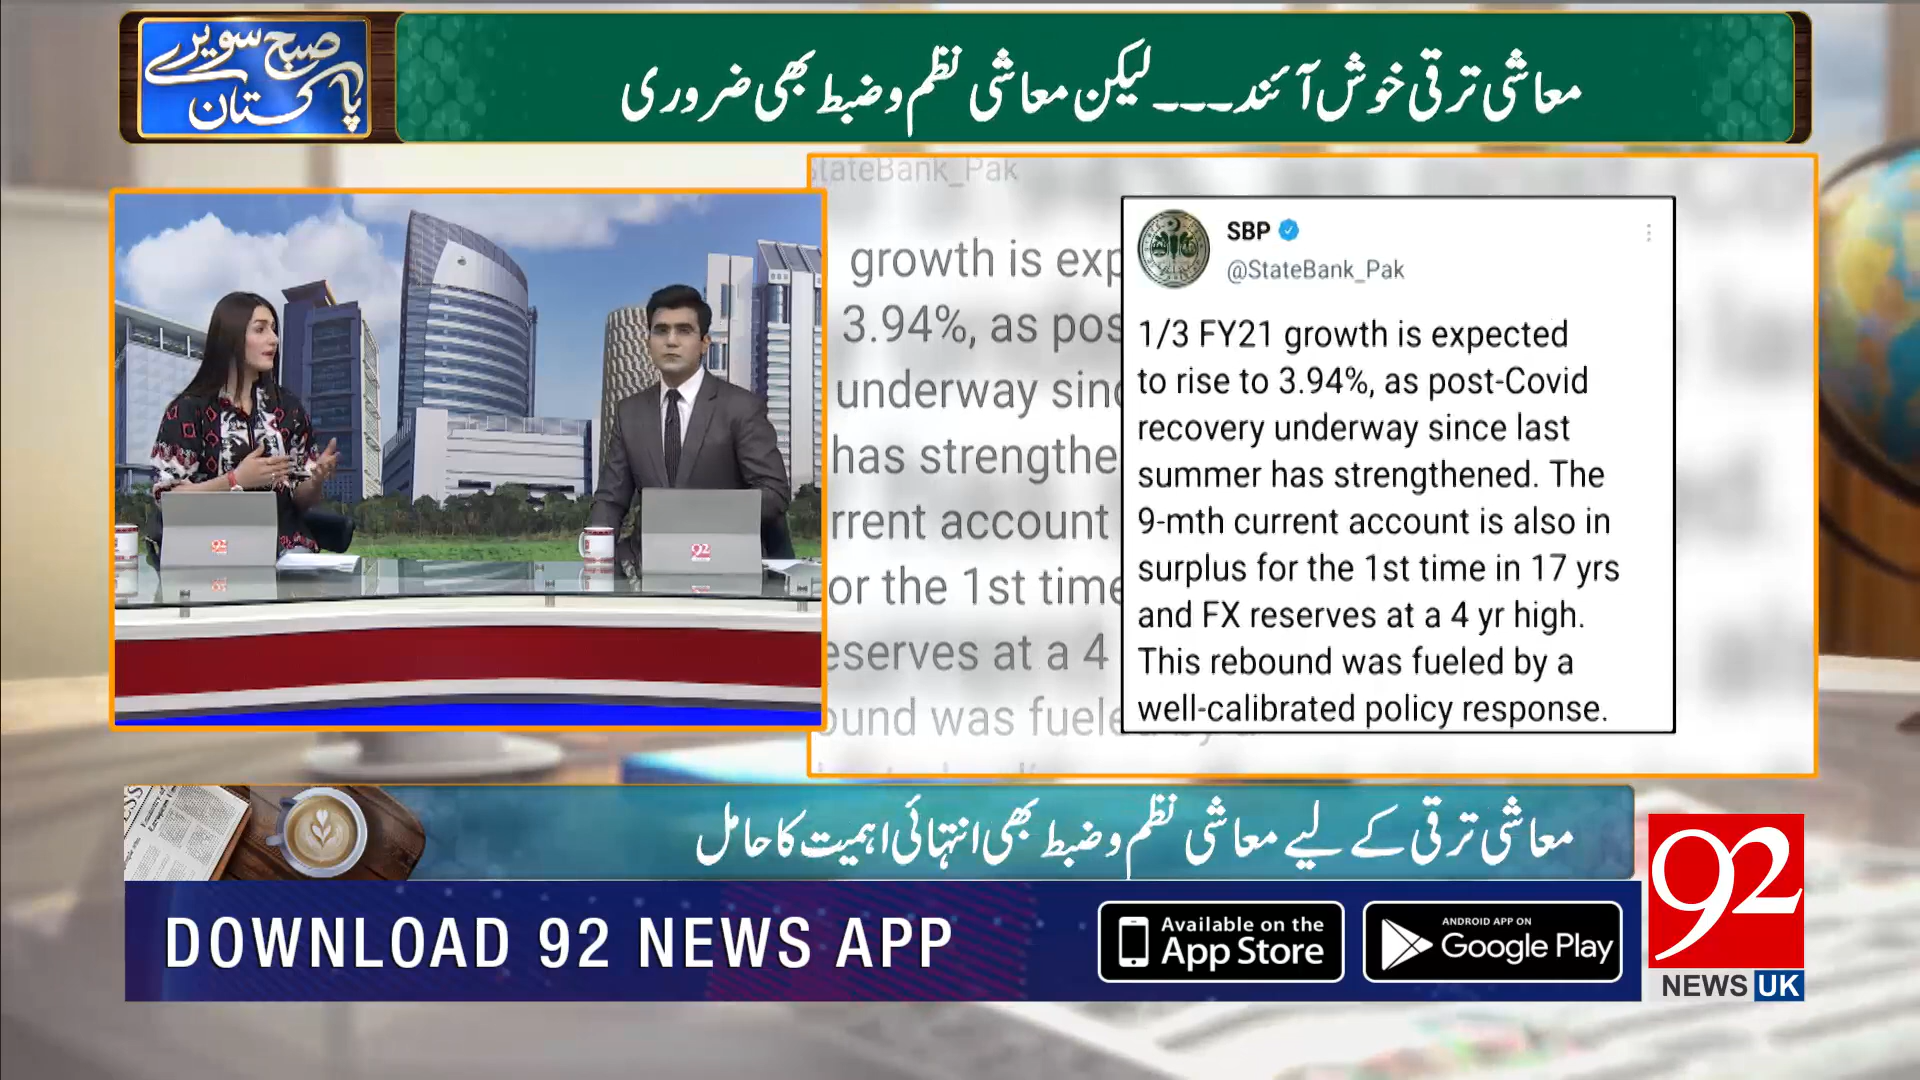 صبح سویرے پاکستان
معاشی ترقی خوش آئند۔۔۔لیکن معاشی نظم و ضبط بھی ضروری
StateBank_Pak
growth is exp
3.94%, as pos
underway sinc
has strengthe
rrent account
or the 1st time
eserves at a 4
ound was fuele
SBP
@StateBank_Pak
1/3 FY21 growth is expected
to rise to 3.94%, as post-Covid
recovery underway since last
summer has strengthened. The
9-mth current account is also in
surplus for the 1st time in 17 yrs
and FX reserves at a 4 yr high.
This rebound was fueled by a
well-calibrated policy response.
92
92
معاشی ترقی کے لیے معاشی نظم و ضبط بھی انتہائی اہمیت کا حامل
DOWNLOAD 92 NEWS APP
Available on the
App Store
ANDROID APP ON
Google Play
92
NEWS UK